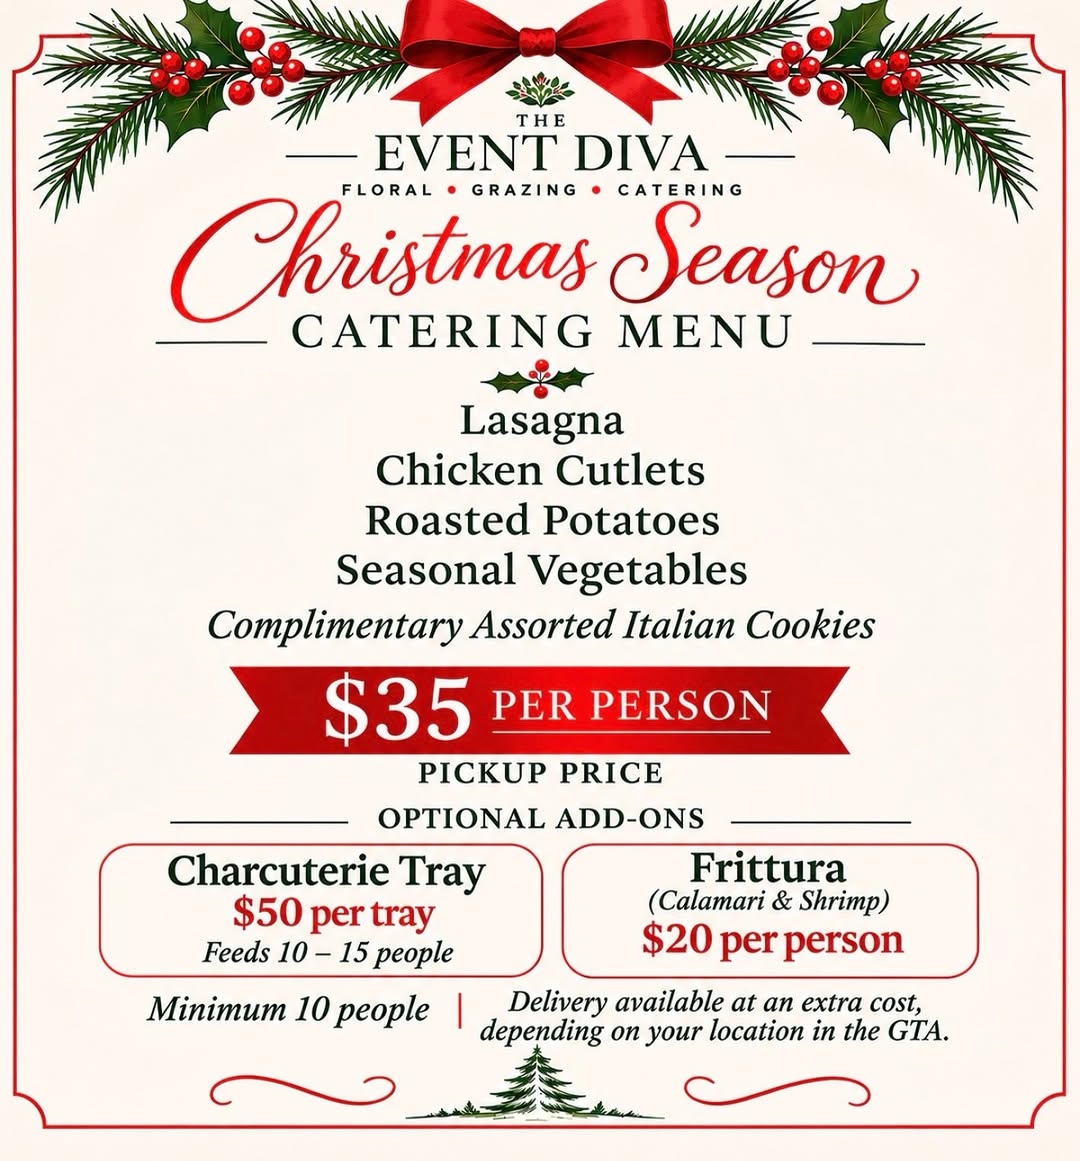 THE
EVENT DIVA
FLORAL • GRAZING • CATERING
Christmas Season
CATERING MENU
Lasagna
Chicken Cutlets
Roasted Potatoes
Seasonal Vegetables
Complimentary Assorted Italian Cookies
$35 PER PERSON
PICKUP PRICE
OPTIONAL ADD-ONS
Charcuterie Tray
$50 per tray
Feeds 10 – 15 people
Frittura
(Calamari & Shrimp)
$20 per person
Minimum 10 people
Delivery available at an extra cost,
depending on your location in the GTA.